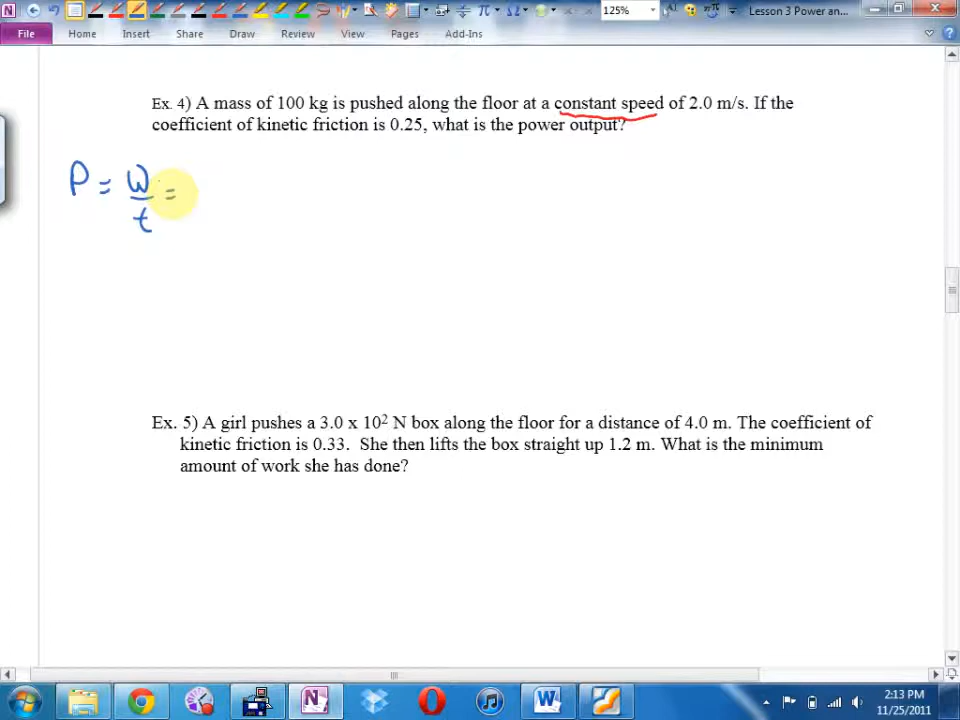 125%
Lesson 3 Power an...
File Home Insert Share Draw Review View Pages Add-Ins
Ex. 4) A mass of 100 kg is pushed along the floor at a constant speed of 2.0 m/s. If the
coefficient of kinetic friction is 0.25, what is the power output?
P = W/t =
Ex. 5) A girl pushes a 3.0 x 10² N box along the floor for a distance of 4.0 m. The coefficient of
kinetic friction is 0.33. She then lifts the box straight up 1.2 m. What is the minimum
amount of work she has done?
2:13 PM
11/25/2011